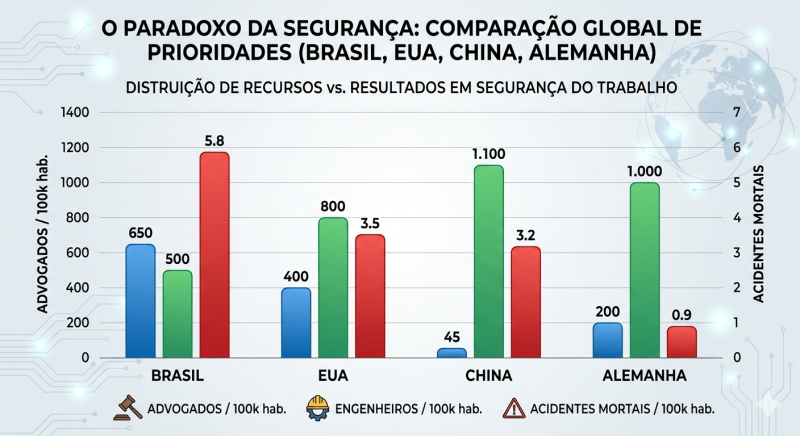 O PARADOXO DA SEGURANÇA: COMPARAÇÃO GLOBAL DE
PRIORIDADES (BRASIL, EUA, CHINA, ALEMANHA)
DISTRUIÇÃO DE RECURSOS vs. RESULTADOS EM SEGURANÇA DO TRABALHO
ADVOGADOS / 100k hab.
1400
1200
1000
800
600
400
200
0
650
500
5.8
400
800
3.5
45
1.100
3.2
200
1.000
0.9
7
6
5
4
3
2
1
0
ACIDENTES MORTAIS
BRASIL
EUA
CHINA
ALEMANHA
ADVOGADOS / 100k hab.
ENGENHEIROS / 100k hab.
ACIDENTES MORTAIS / 100k hab.